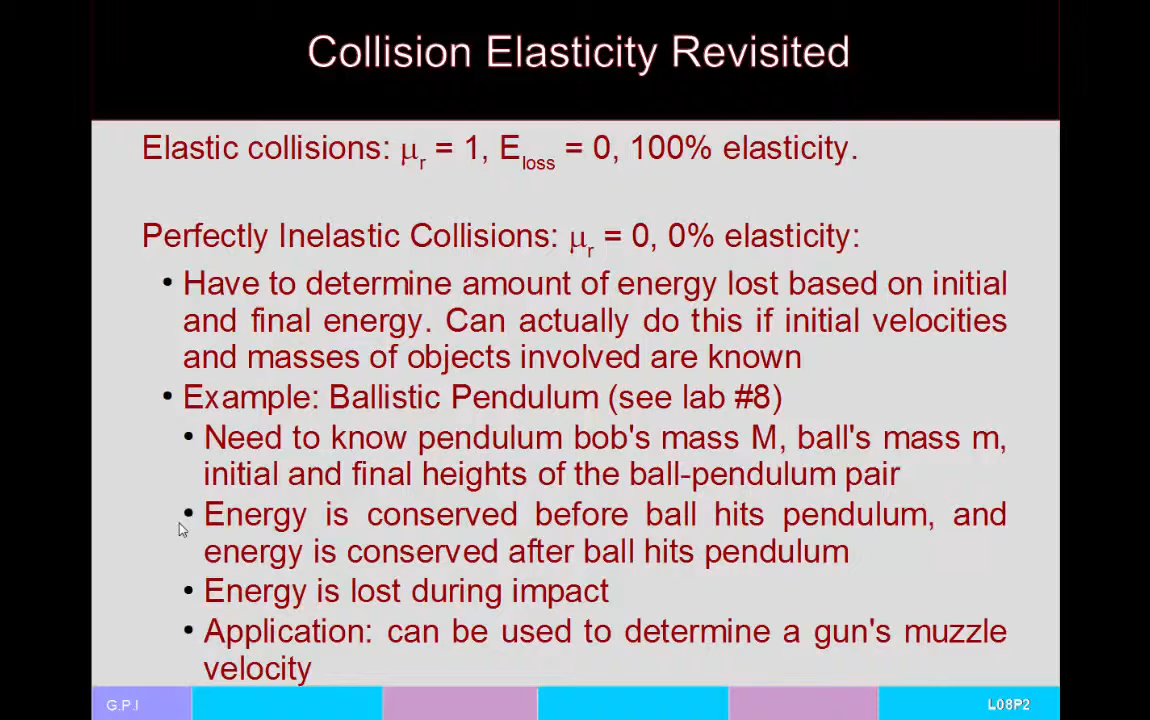 Collision Elasticity Revisited
Elastic collisions: μr = 1, Eloss = 0, 100% elasticity.
Perfectly Inelastic Collisions: μr = 0, 0% elasticity:
• Have to determine amount of energy lost based on initial
and final energy. Can actually do this if initial velocities
and masses of objects involved are known
• Example: Ballistic Pendulum (see lab #8)
• Need to know pendulum bob's mass M, ball's mass m,
initial and final heights of the ball-pendulum pair
• Energy is conserved before ball hits pendulum, and
energy is conserved after ball hits pendulum
• Energy is lost during impact
• Application: can be used to determine a gun's muzzle
velocity
G.P.I
L08P2